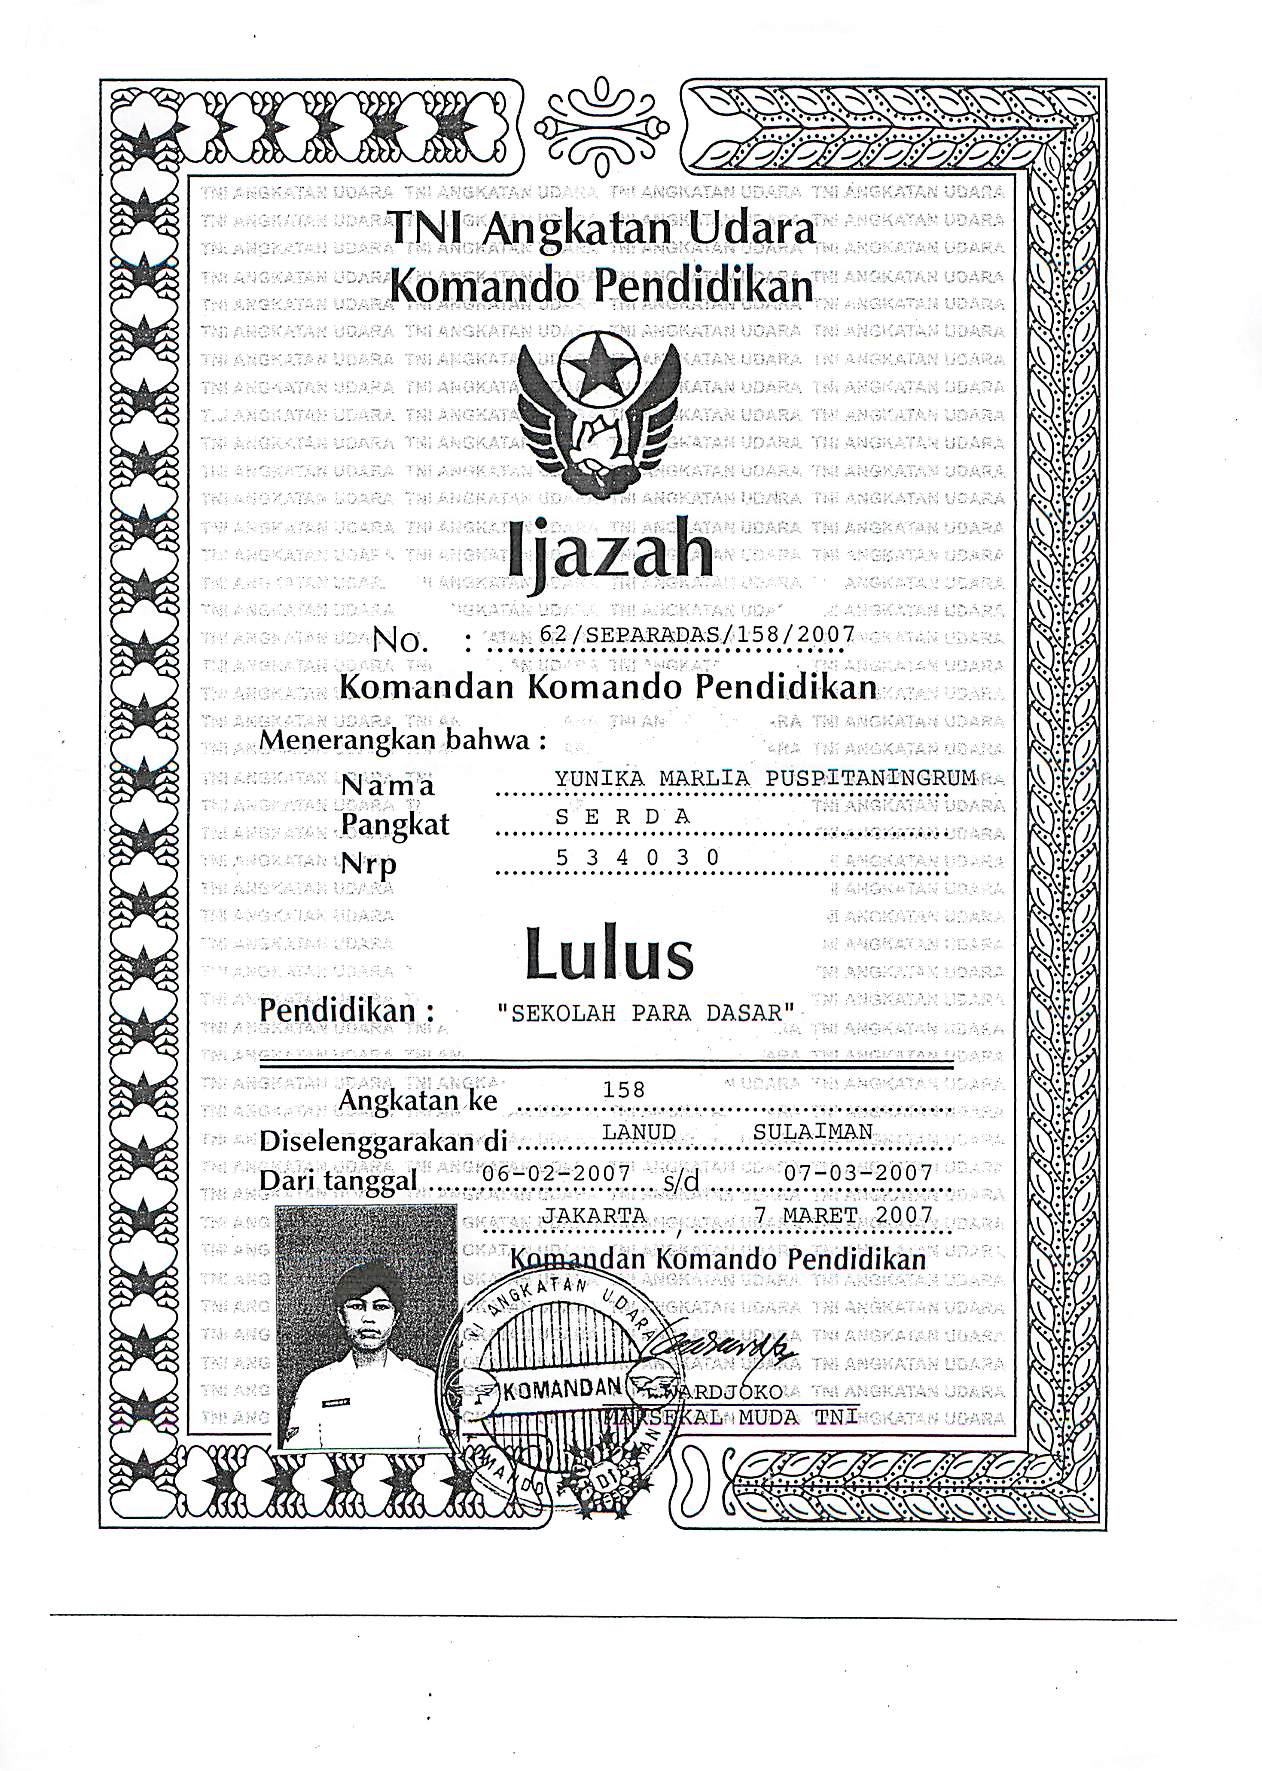 TNI Angkatan Udara
Komando Pendidikan
Ijazah
No. : 62/SEPARADAS/158/2007
Komandan Komando Pendidikan
Menerangkan bahwa :
Nama YUNIKA MARLIA PUSPITANINGRUM
Pangkat S E R D A
Nrp 5 3 4 0 3 0
Lulus
Pendidikan : "SEKOLAH PARA DASAR"
Angkatan ke 158
Diselenggarakan di LANUD SULAIMAN
Dari tanggal 06-02-2007 s/d 07-03-2007
JAKARTA, 7 MARET 2007
Komandan Komando Pendidikan
ANGKATAN UDARA
KOMANDAN
WARDJOKO
MARSEKAL MUDA TNI